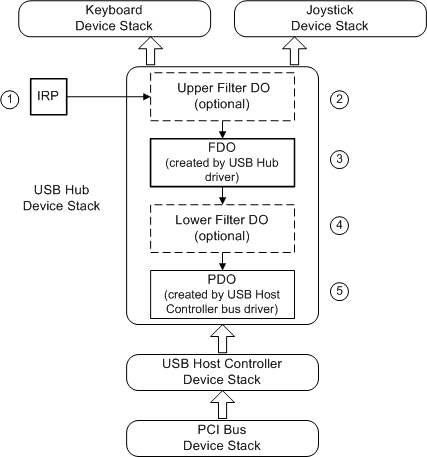 Keyboard
Device Stack
Joystick
Device Stack
1
IRP
Upper Filter DO
(optional)
2
FDO
(created by USB Hub
driver)
3
USB Hub
Device Stack
Lower Filter DO
(optional)
4
PDO
(created by USB Host
Controller bus driver)
5
USB Host Controller
Device Stack
PCI Bus
Device Stack